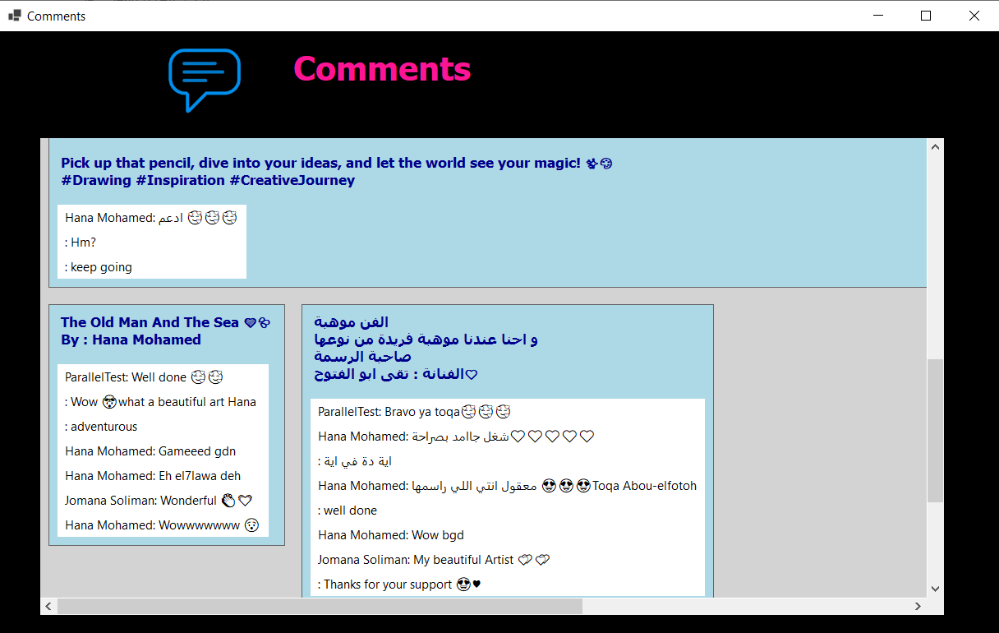 Comments
Comments
Pick up that pencil, dive into your ideas, and let the world see your magic! ✨🎨
#Drawing #Inspiration #CreativeJourney
Hana Mohamed: ادعم 🥰🥰🥰
: Hm?
: keep going
The Old Man And The Sea 💙🌊
By : Hana Mohamed
ParallelTest: Well done 🥰🥰
: Wow 😳what a beautiful art Hana
: adventurous
Hana Mohamed: Gameeed gdn
Hana Mohamed: Eh el7lawa deh
Jomana Soliman: Wonderful 👏❤
Hana Mohamed: Wowwwwwww 😯
الفن موهبة
و احنا عندنا موهبة فريدة من نوعها
صاحبة الرسمة
الفنانة : تقى ابو الفتوح♡
ParallelTest: Bravo ya toqa🥰🥰🥰
Hana Mohamed: شغل جاامد بصراحة♡♡♡♡♡
: اية دة في اية
Hana Mohamed: معقول انتي اللي راسمها 😍😍😍Toqa Abou-elfotoh
: well done
Hana Mohamed: Wow bgd
Jomana Soliman: My beautiful Artist 💕💕
: Thanks for your support 😍♥